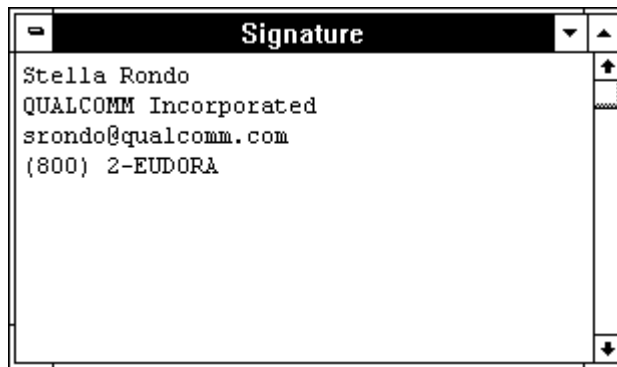 Signature
Stella Rondo
QUALCOMM Incorporated
srondo@qualcomm.com
(800) 2-EUDORA